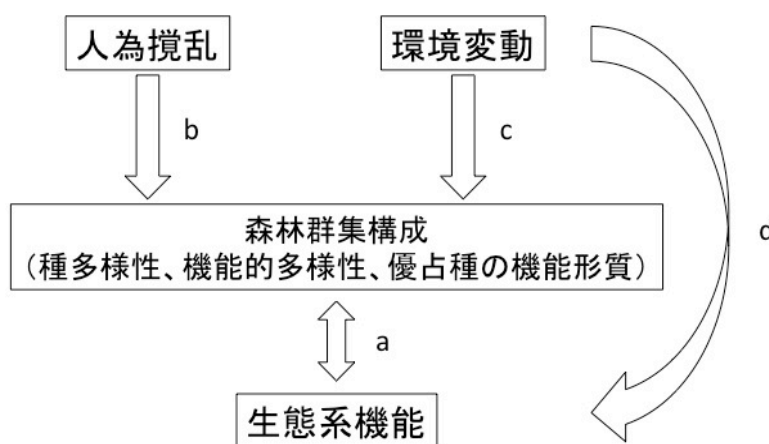 人為撹乱
環境変動
b
c
森林群集構成
（種多様性、機能的多様性、優占種の機能形質）
d
a
生態系機能